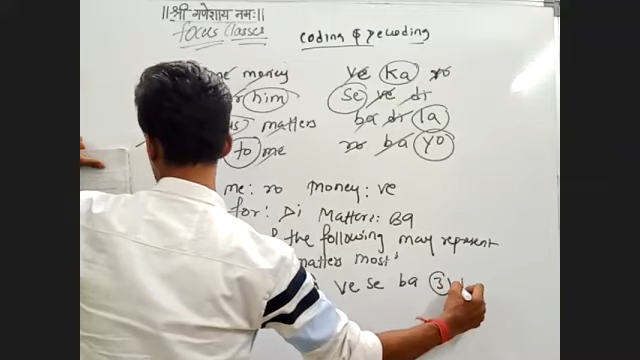 ||श्री गणेशाय नमः||
focus Classes
Coding & Decoding
me money ve Ka ro
him Se ve di
matters ba di la
to me ro ba yo
me: ro Money: ve
for: Di Matter: Ba
the following may represent
matters most'
ve se ba 3